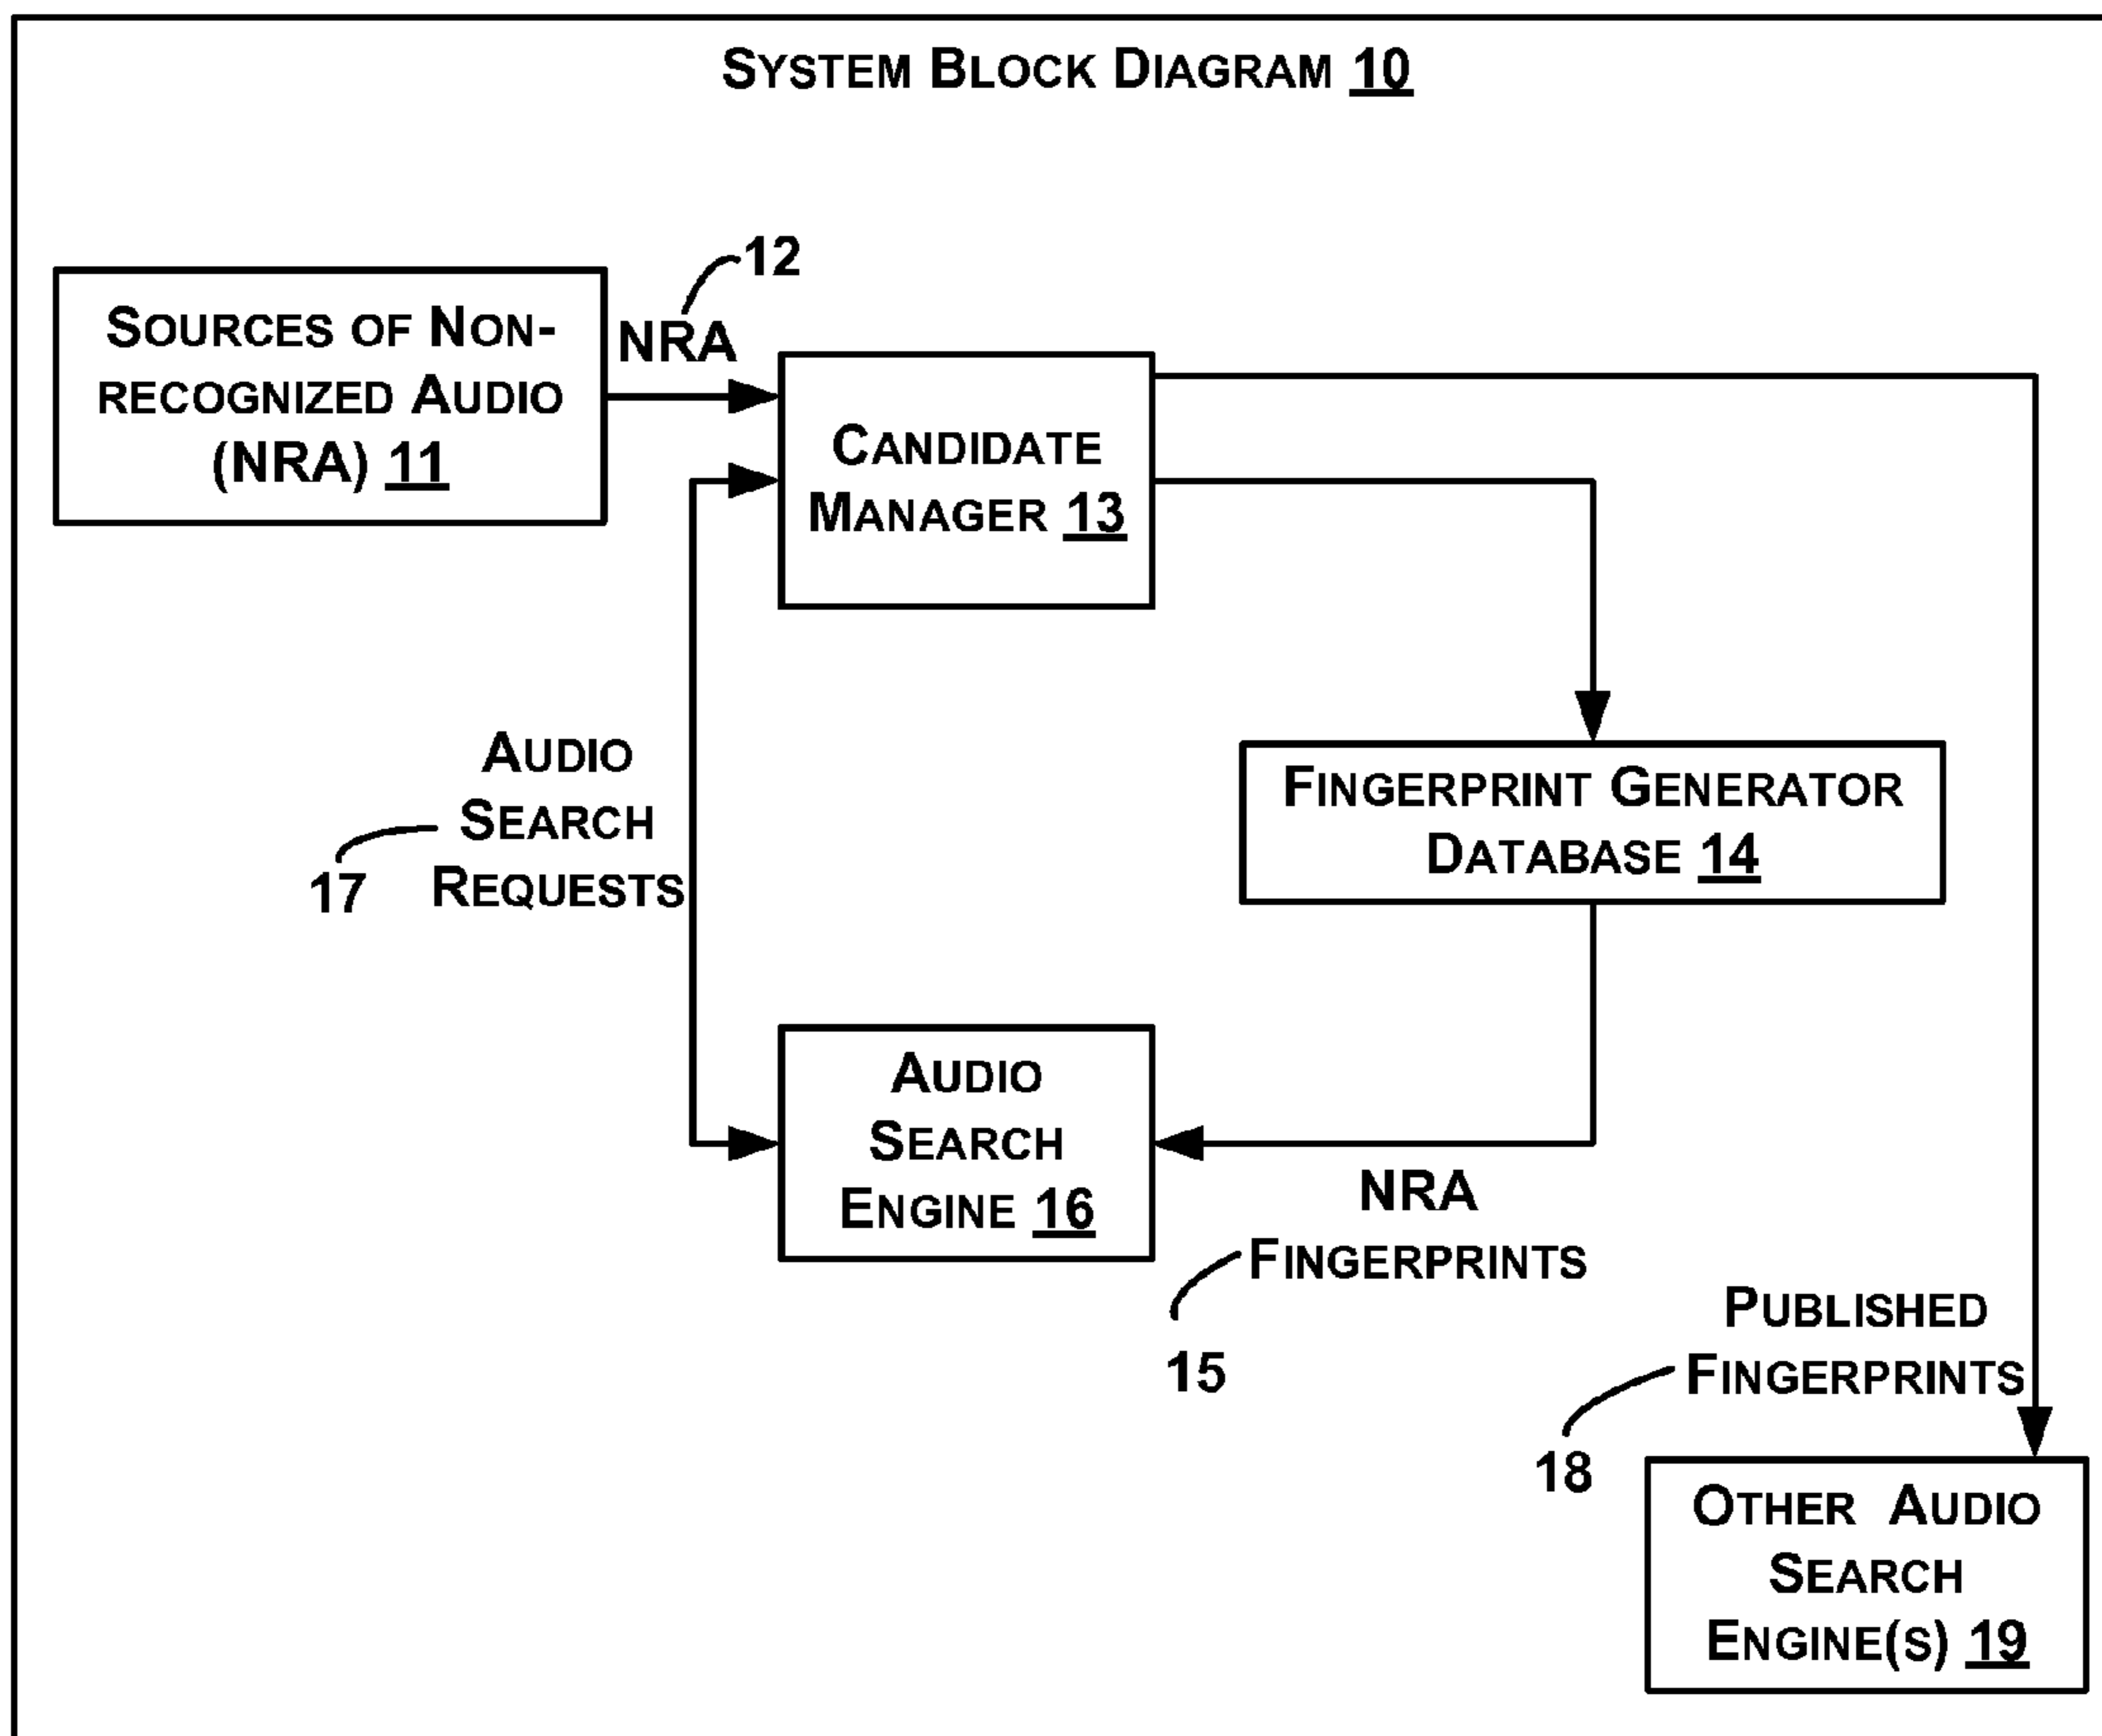 SYSTEM BLOCK DIAGRAM 10
12
SOURCES OF NON-
RECOGNIZED AUDIO
(NRA) 11
NRA
CANDIDATE
MANAGER 13
AUDIO
SEARCH
REQUESTS
17
FINGERPRINT GENERATOR
DATABASE 14
AUDIO
SEARCH
ENGINE 16
NRA
FINGERPRINTS
15
PUBLISHED
FINGERPRINTS
18
OTHER AUDIO
SEARCH
ENGINE(S) 19